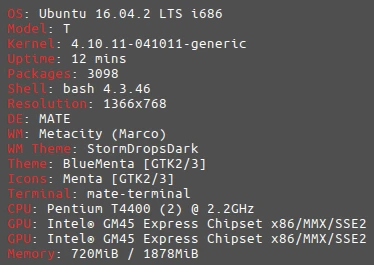 OS: Ubuntu 16.04.2 LTS i686
Model: T
Kernel: 4.10.11-041011-generic
Uptime: 12 mins
Packages: 3098
Shell: bash 4.3.46
Resolution: 1366x768
DE: MATE
WM: Metacity (Marco)
WM Theme: StormDropsDark
Theme: BlueMenta [GTK2/3]
Icons: Menta [GTK2/3]
Terminal: mate-terminal
CPU: Pentium T4400 (2) @ 2.2GHz
GPU: Intel® GM45 Express Chipset x86/MMX/SSE2
GPU: Intel® GM45 Express Chipset x86/MMX/SSE2
Memory: 720MiB / 1878MiB